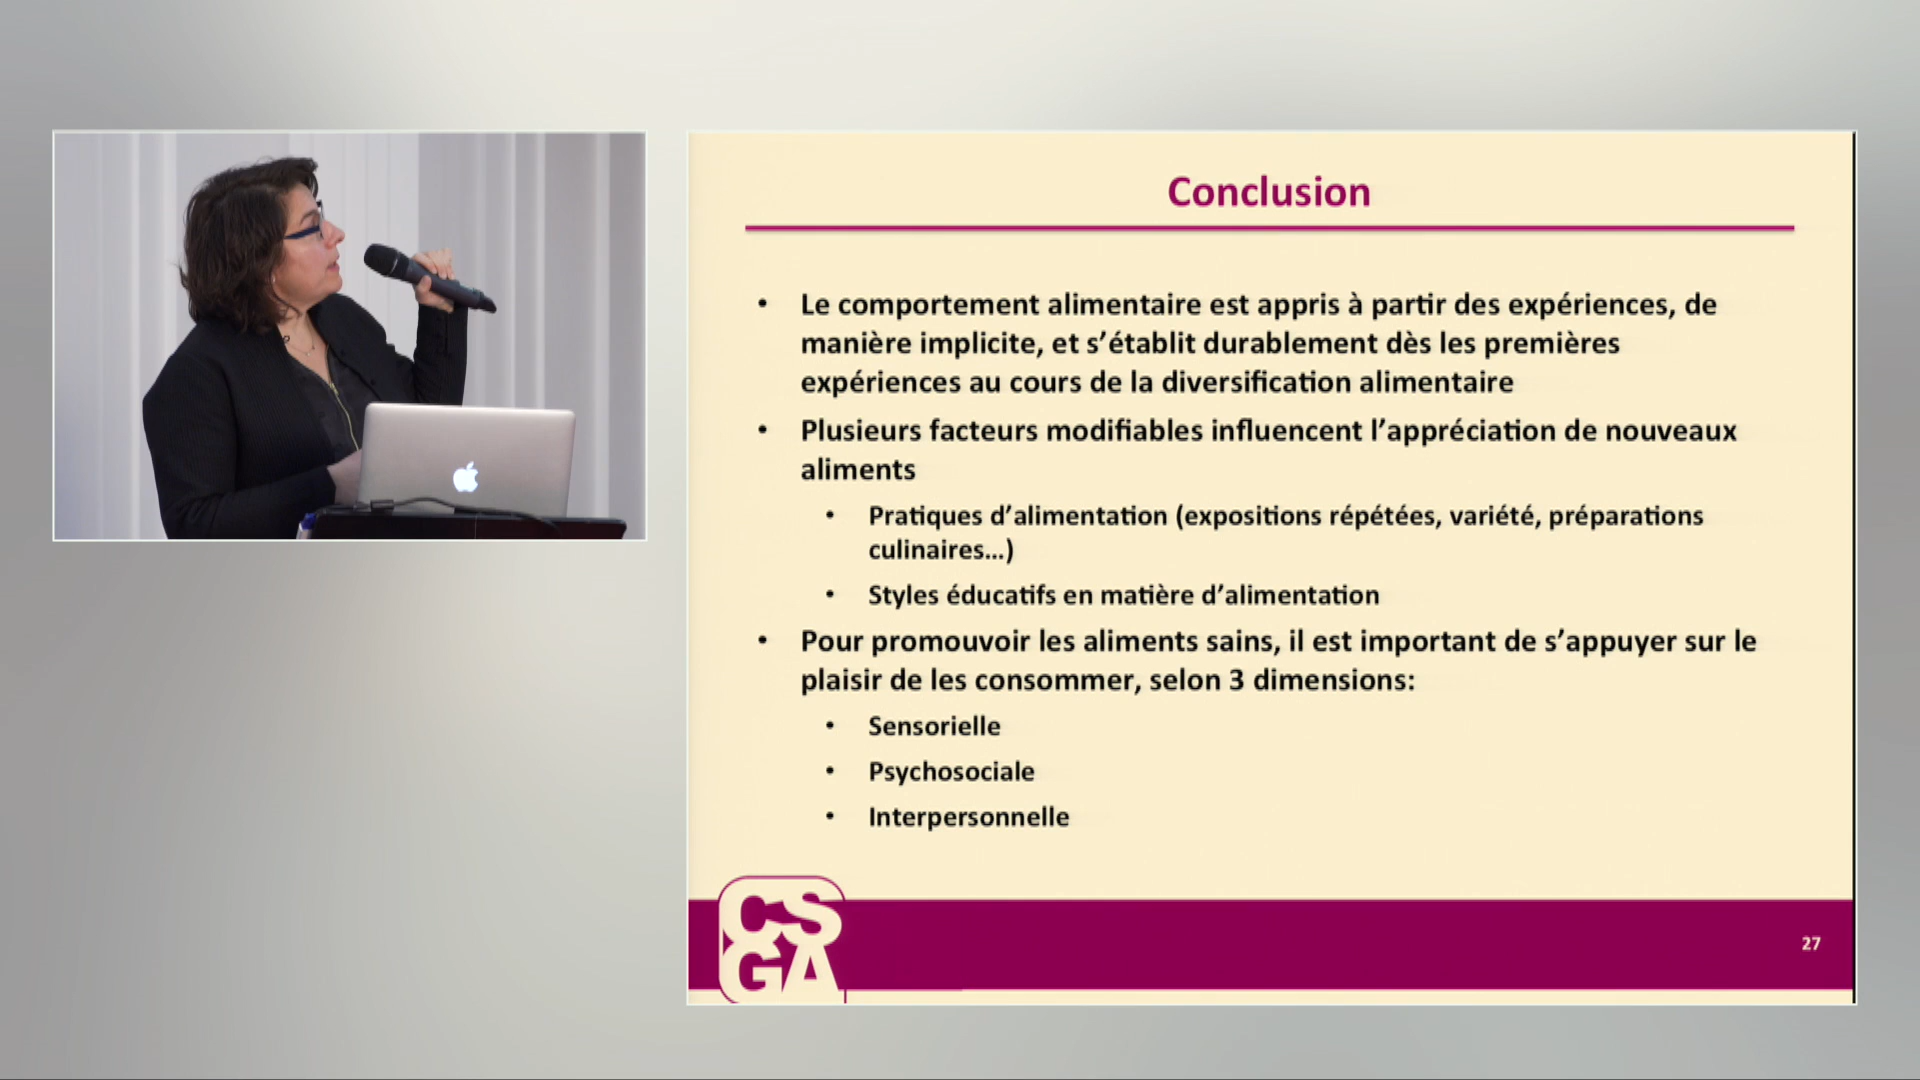 Conclusion
• Le comportement alimentaire est appris à partir des expériences, de
manière implicite, et s’établit durablement dès les premières
expériences au cours de la diversification alimentaire
• Plusieurs facteurs modifiables influencent l’appréciation de nouveaux
aliments
• Pratiques d’alimentation (expositions répétées, variété, préparations
culinaires…)
• Styles éducatifs en matière d’alimentation
• Pour promouvoir les aliments sains, il est important de s’appuyer sur le
plaisir de les consommer, selon 3 dimensions:
• Sensorielle
• Psychosociale
• Interpersonnelle
CS
GA
27